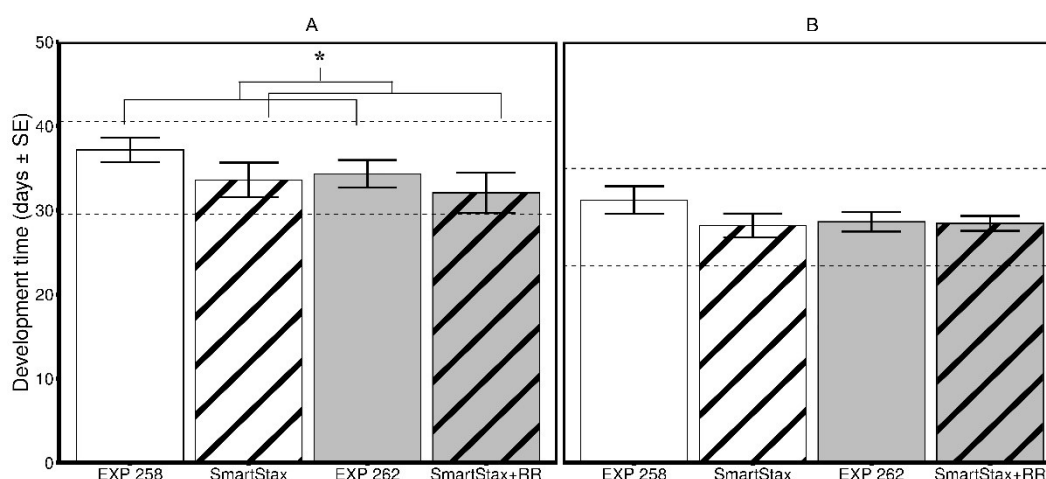 A B
Development time (days ± SE)
50
40
30
20
10
0
*
EXP 258 SmartStax EXP 262 SmartStax+RR EXP 258 SmartStax EXP 262 SmartStax+RR